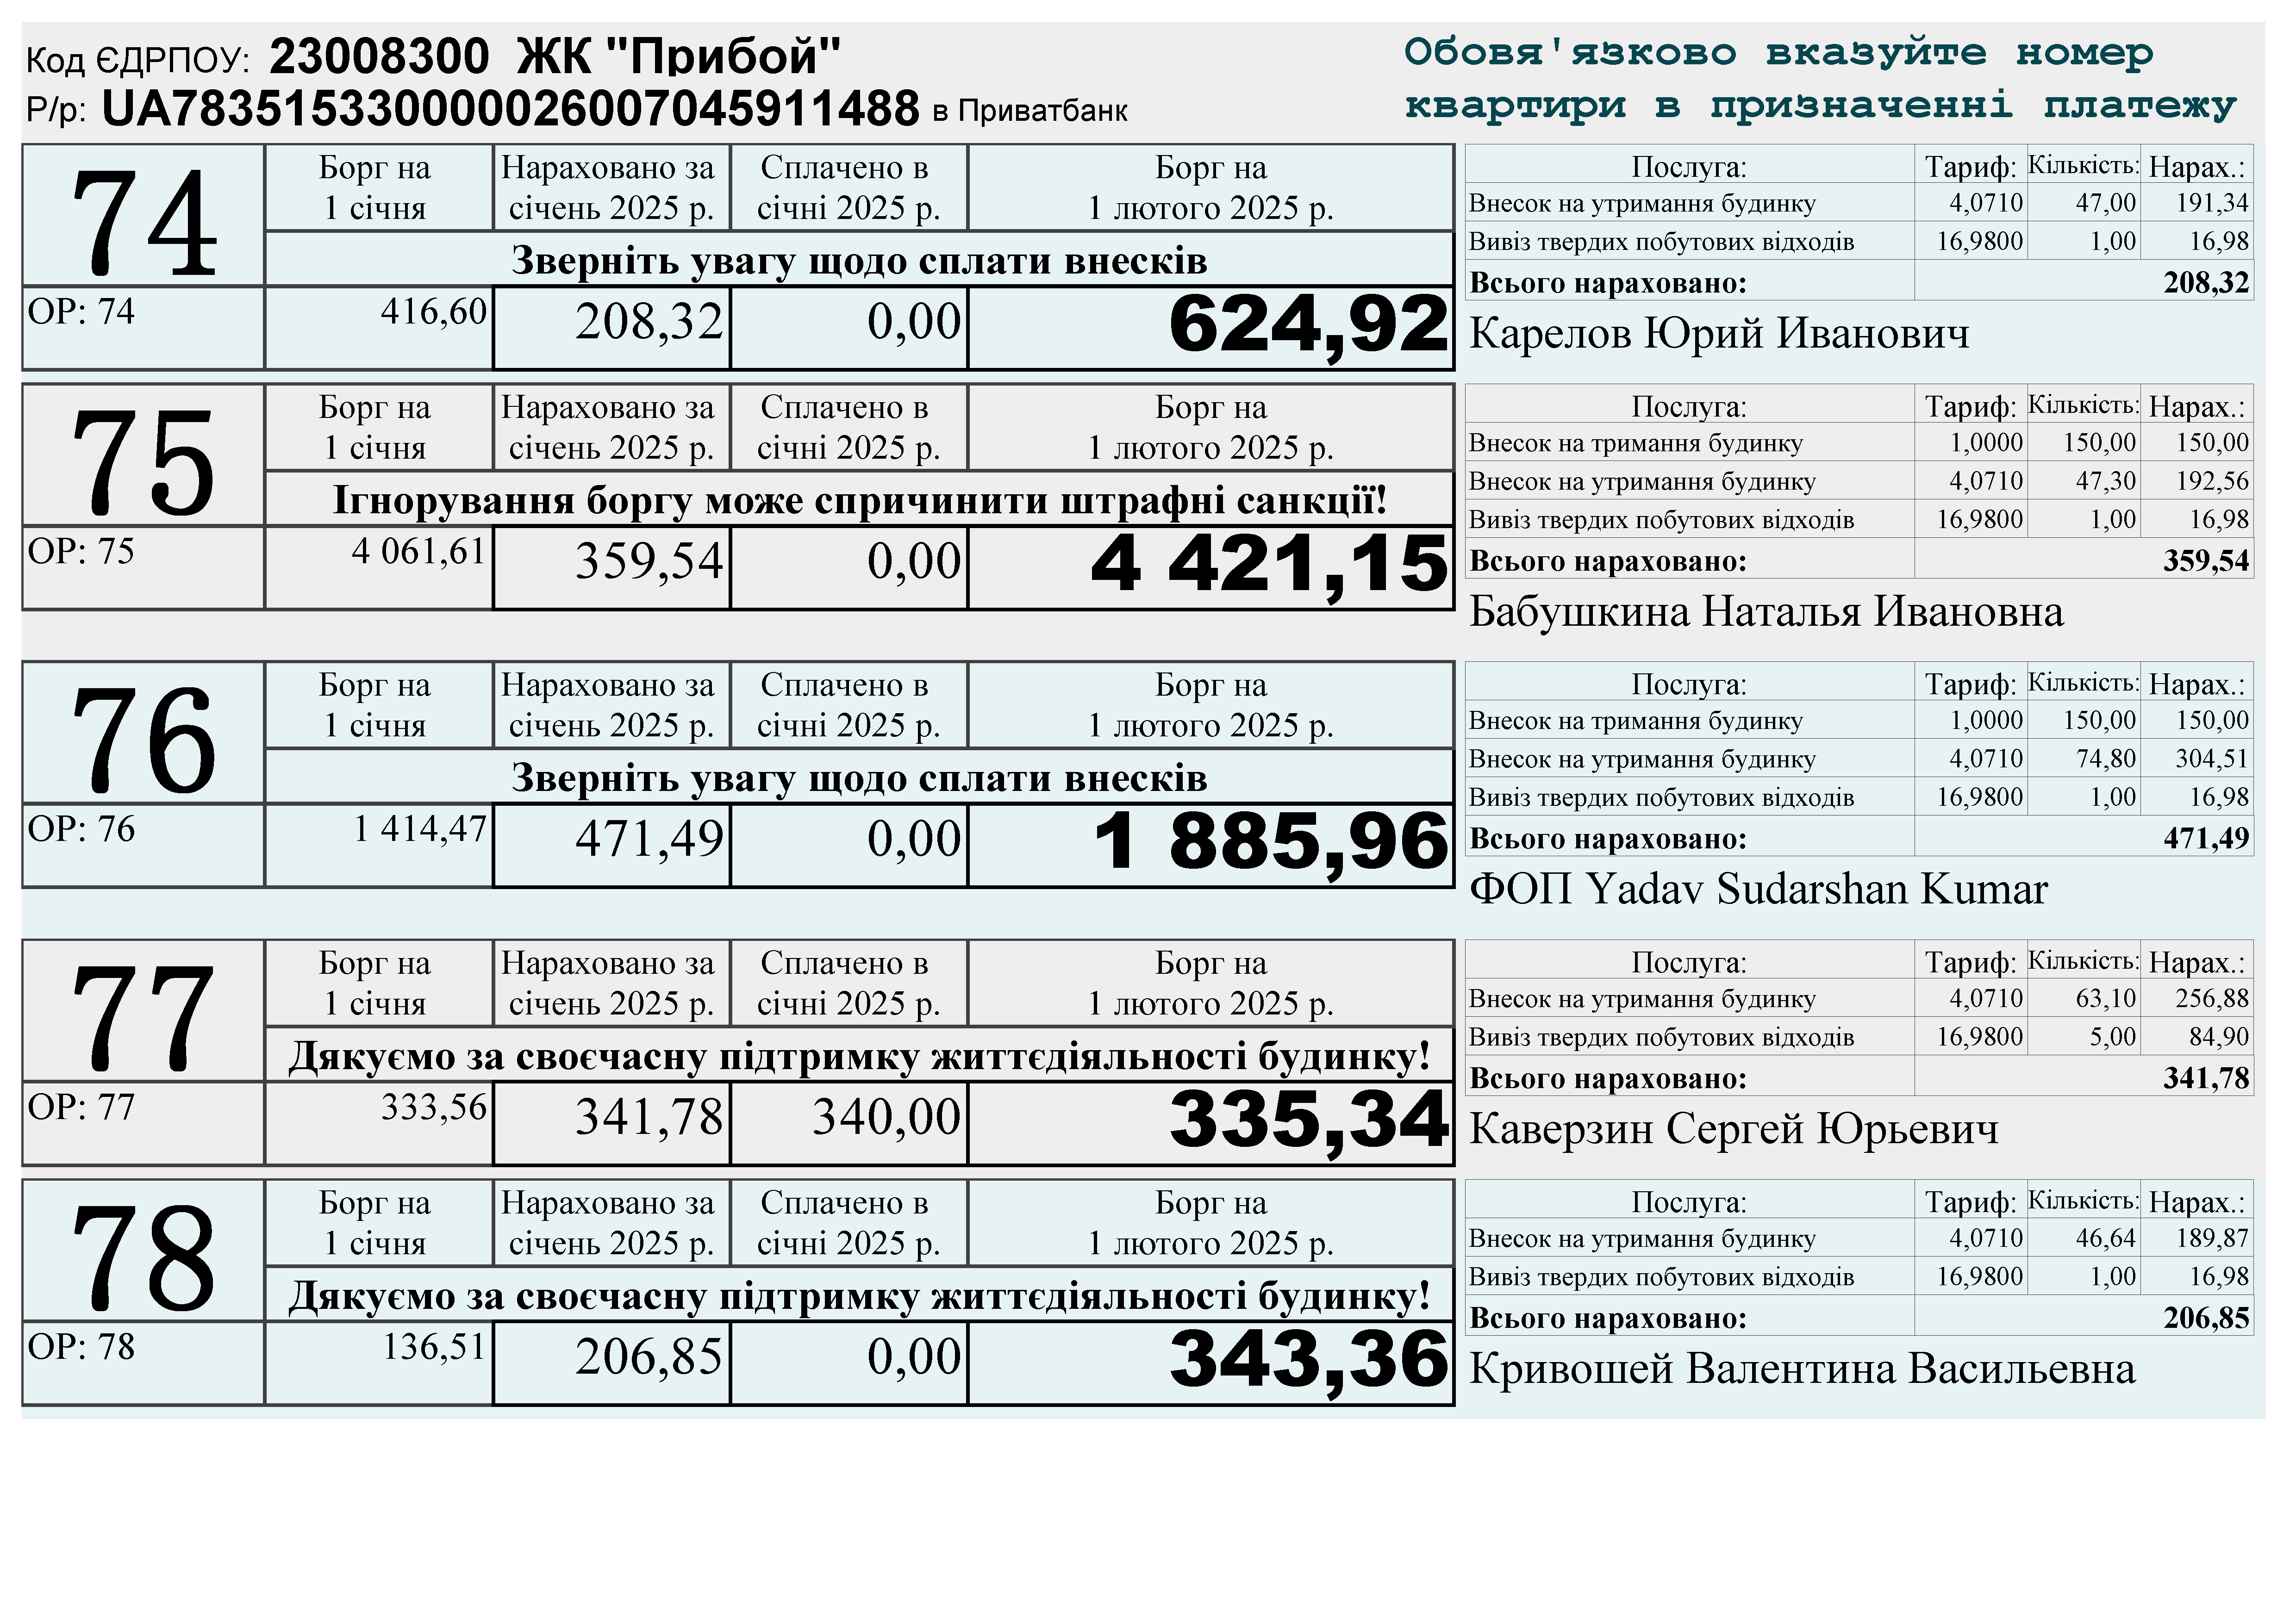 Код ЄДРПОУ: 23008300 ЖК "Прибой"
Р/р: UA783515330000026007045911488 в Приватбанк
Обовя'язково вказуйте номер
квартири в призначенні платежу
74
Борг на 1 січня
Нараховано за січень 2025 р.
Сплачено в січні 2025 р.
Борг на 1 лютого 2025 р.
Зверніть увагу щодо сплати внесків
ОР: 74 416,60 208,32 0,00 624,92
Послуга: Тариф: Кількість: Нарах.:
Внесок на утримання будинку 4,0710 47,00 191,34
Вивіз твердих побутових відходів 16,9800 1,00 16,98
Всього нараховано: 208,32
Карелов Юрий Иванович
75
Борг на 1 січня
Нараховано за січень 2025 р.
Сплачено в січні 2025 р.
Борг на 1 лютого 2025 р.
Ігнорування боргу може спричинити штрафні санкції!
ОР: 75 4 061,61 359,54 0,00 4 421,15
Послуга: Тариф: Кількість: Нарах.:
Внесок на тримання будинку 1,0000 150,00 150,00
Внесок на утримання будинку 4,0710 47,30 192,56
Вивіз твердих побутових відходів 16,9800 1,00 16,98
Всього нараховано: 359,54
Бабушкина Наталья Ивановна
76
Борг на 1 січня
Нараховано за січень 2025 р.
Сплачено в січні 2025 р.
Борг на 1 лютого 2025 р.
Зверніть увагу щодо сплати внесків
ОР: 76 1 414,47 471,49 0,00 1 885,96
Послуга: Тариф: Кількість: Нарах.:
Внесок на тримання будинку 1,0000 150,00 150,00
Внесок на утримання будинку 4,0710 74,80 304,51
Вивіз твердих побутових відходів 16,9800 1,00 16,98
Всього нараховано: 471,49
ФОП Yadav Sudarshan Kumar
77
Борг на 1 січня
Нараховано за січень 2025 р.
Сплачено в січні 2025 р.
Борг на 1 лютого 2025 р.
Дякуємо за своєчасну підтримку життєдіяльності будинку!
ОР: 77 333,56 341,78 340,00 335,34
Послуга: Тариф: Кількість: Нарах.:
Внесок на утримання будинку 4,0710 63,10 256,88
Вивіз твердих побутових відходів 16,9800 5,00 84,90
Всього нараховано: 341,78
Каверзин Сергей Юрьевич
78
Борг на 1 січня
Нараховано за січень 2025 р.
Сплачено в січні 2025 р.
Борг на 1 лютого 2025 р.
Дякуємо за своєчасну підтримку життєдіяльності будинку!
ОР: 78 136,51 206,85 0,00 343,36
Послуга: Тариф: Кількість: Нарах.:
Внесок на утримання будинку 4,0710 46,64 189,87
Вивіз твердих побутових відходів 16,9800 1,00 16,98
Всього нараховано: 206,85
Кривошей Валентина Васильевна